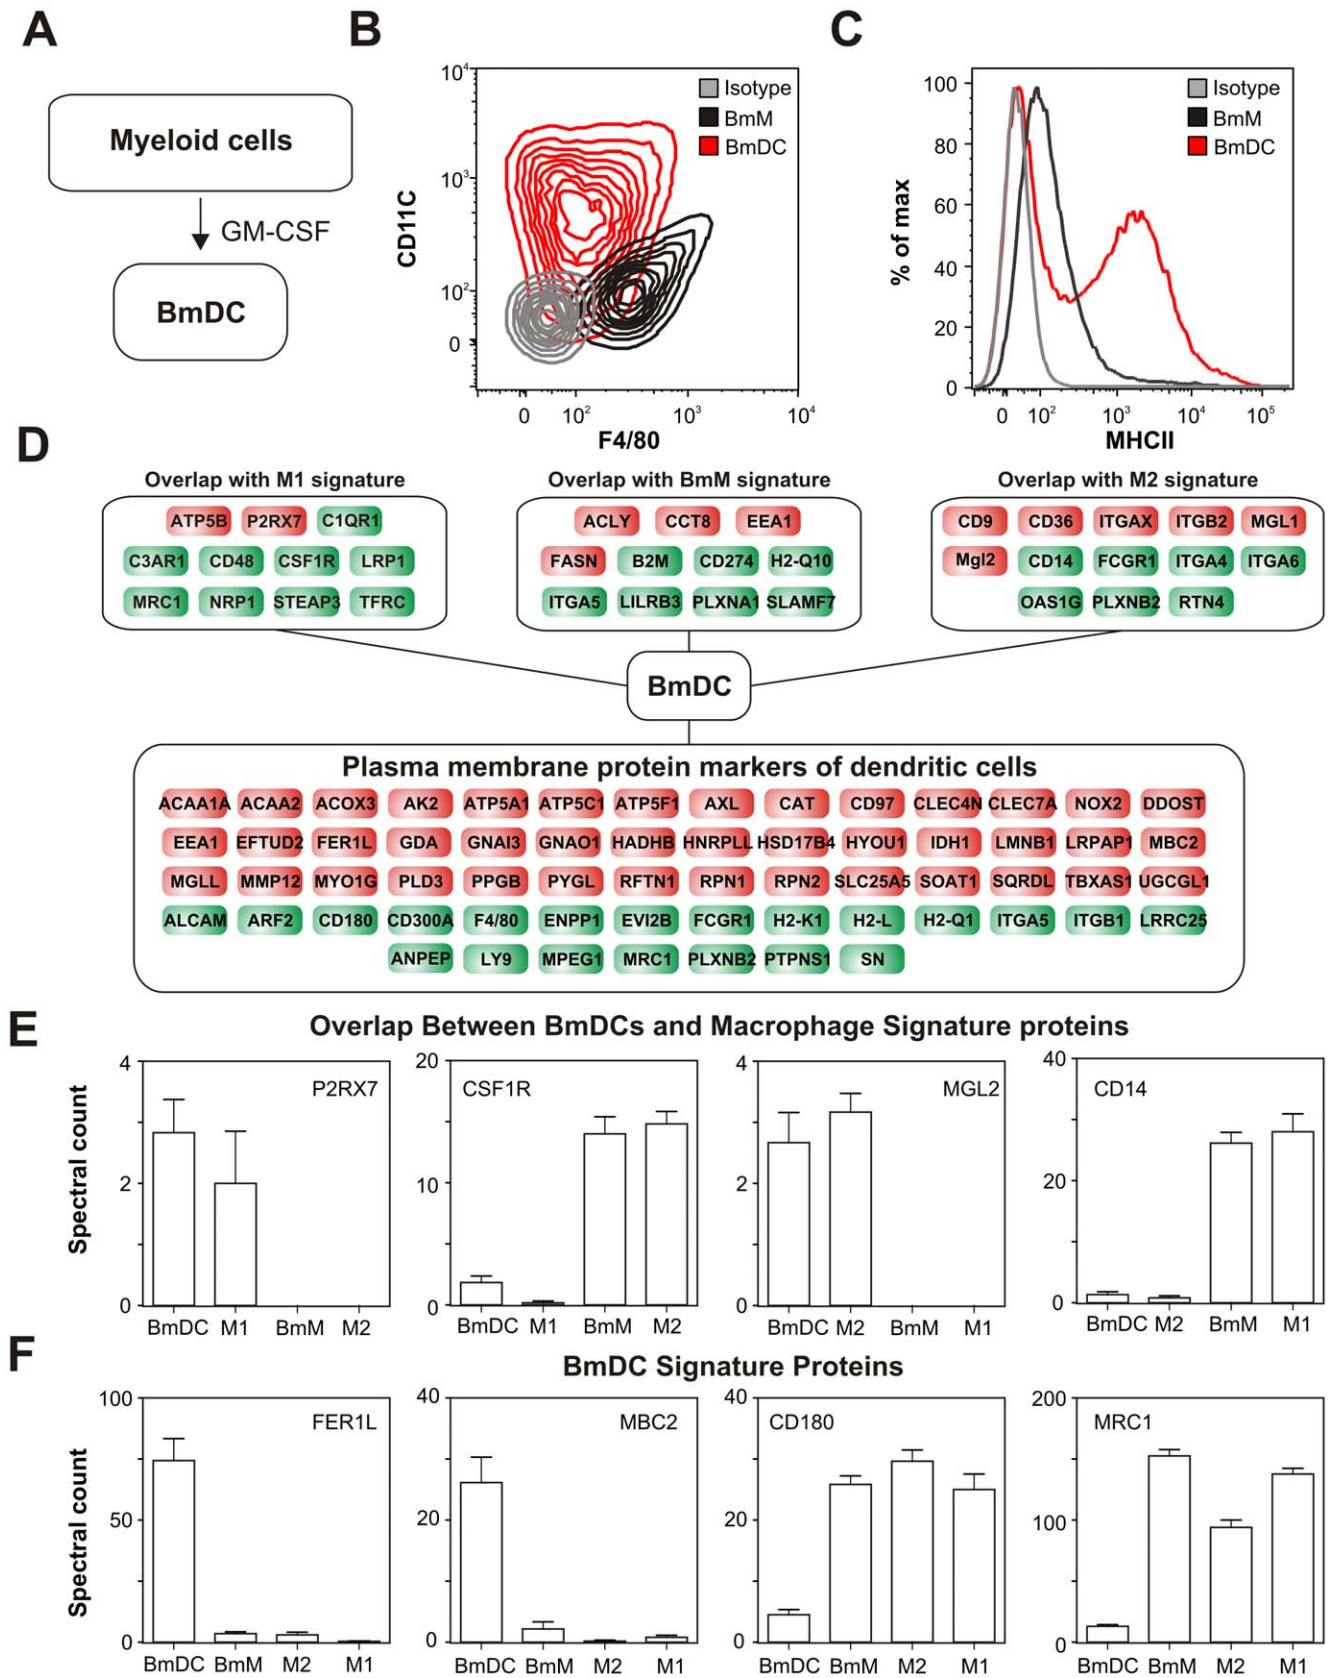 A
Myeloid cells
GM-CSF
BmDC
B
10⁴
10³
10²
0
CD11C
Isotype
BmM
BmDC
0 10² 10³ 10⁴
F4/80
C
100
80
60
40
20
0
% of max
Isotype
BmM
BmDC
0 10² 10³ 10⁴ 10⁵
MHCII
D
Overlap with M1 signature
ATP5B P2RX7 C1QR1
C3AR1 CD48 CSF1R LRP1
MRC1 NRP1 STEAP3 TFRC
Overlap with BmM signature
ACLY CCT8 EEA1
FASN B2M CD274 H2-Q10
ITGA5 LILRB3 PLXNA1 SLAMF7
Overlap with M2 signature
CD9 CD36 ITGAX ITGB2 MGL1
Mgl2 CD14 FCGR1 ITGA4 ITGA6
OAS1G PLXNB2 RTN4
BmDC
Plasma membrane protein markers of dendritic cells
ACAA1A ACAA2 ACOX3 AK2 ATP5A1 ATP5C1 ATP5F1 AXL CAT CD97 CLEC4N CLEC7A NOX2 DDOST
EEA1 EFTUD2 FER1L GDA GNAI3 GNAO1 HADHB HNRPLL HSD17B4 HYOU1 IDH1 LMNB1 LRPAP1 MBC2
MGLL MMP12 MYO1G PLD3 PPGB PYGL RFTN1 RPN1 RPN2 SLC25A5 SOAT1 SQRDL TBXAS1 UGCGL1
ALCAM ARF2 CD180 CD300A F4/80 ENPP1 EVI2B FCGR1 H2-K1 H2-L H2-Q1 ITGA5 ITGB1 LRRC25
ANPEP LY9 MPEG1 MRC1 PLXNB2 PTPNS1 SN
E
Overlap Between BmDCs and Macrophage Signature proteins
Spectral count
4
2
0
P2RX7
BmDC M1 BmM M2
20
10
0
CSF1R
BmDC M1 BmM M2
4
2
0
MGL2
BmDC M2 BmM M1
40
20
0
CD14
BmDC M2 BmM M1
F
BmDC Signature Proteins
Spectral count
100
50
0
FER1L
BmDC BmM M2 M1
40
20
0
MBC2
BmDC BmM M2 M1
40
20
0
CD180
BmDC BmM M2 M1
200
100
0
MRC1
BmDC BmM M2 M1